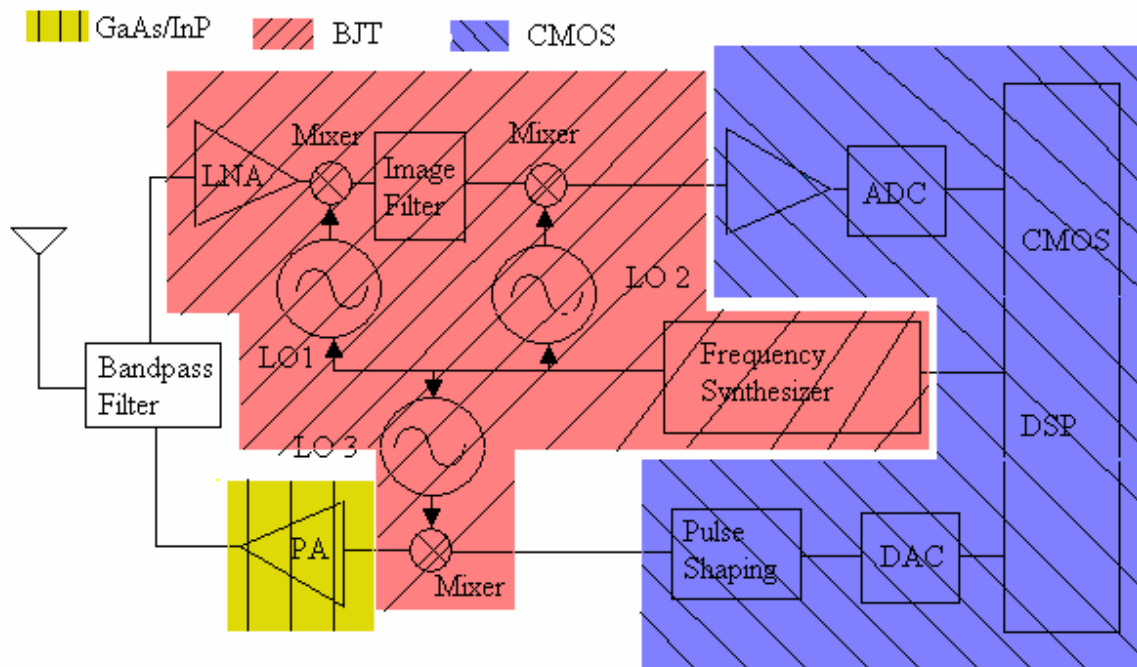 GaAs/InP
BJT
CMOS
Mixer
Mixer
LNA
Image
Filter
ADC
CMOS
LO 2
LO1
Frequency
Synthesizer
Bandpass
Filter
DSP
LO 3
PA
Mixer
Pulse
Shaping
DAC